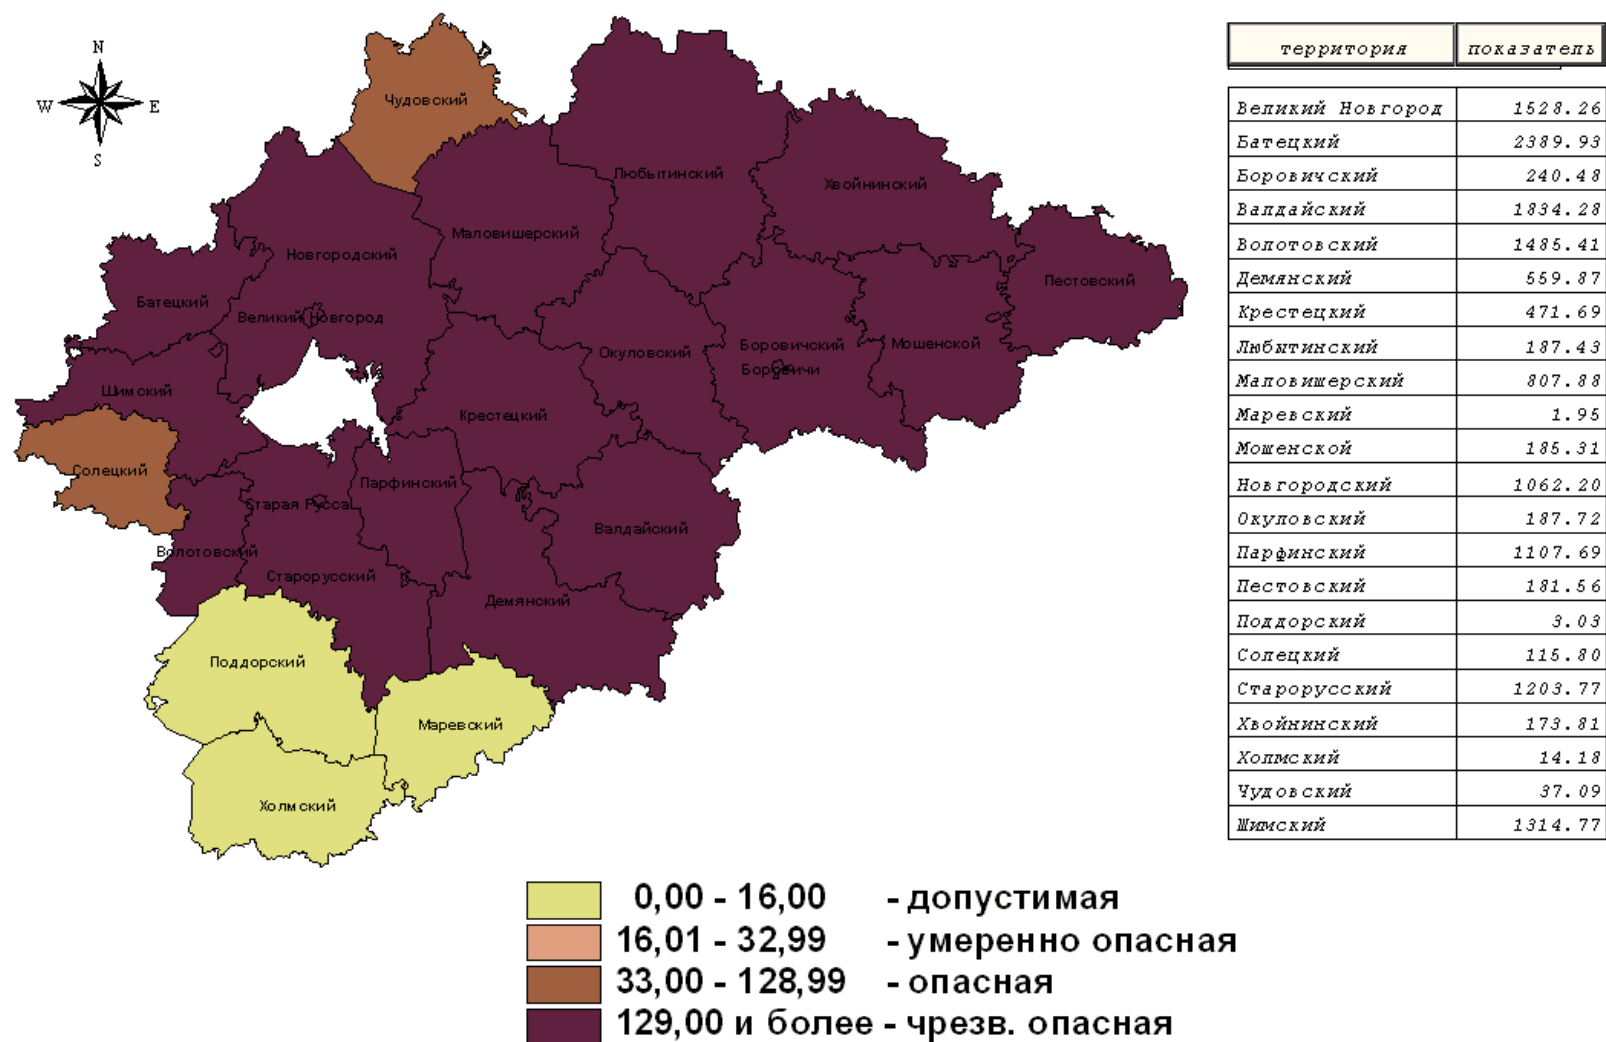 N
W
E
S
Чудовский
Любытинский
Хвойнинский
Маловишерский
Новгородский
Пестовский
Батецкий
Великий Новгород
Окуловский
Боровичский
Мошенской
Боровичи
Шимский
Крестецкий
Солецкий
Парфинский
Старая Русса
Валдайский
Волотовский
Старорусский
Демянский
Поддорский
Маревский
Холмский
территория показатель
Великий Новгород 1528.26
Батецкий 2389.93
Боровичский 240.48
Валдайский 1834.28
Волотовский 1485.41
Демянский 559.87
Крестецкий 471.69
Любытинский 187.43
Маловишерский 807.88
Маревский 1.95
Мошенской 185.31
Новгородский 1062.20
Окуловский 187.72
Парфинский 1107.69
Пестовский 181.56
Поддорский 3.03
Солецкий 115.80
Старорусский 1203.77
Хвойнинский 173.81
Холмский 14.18
Чудовский 37.09
Шимский 1314.77
0,00 - 16,00 - допустимая
16,01 - 32,99 - умеренно опасная
33,00 - 128,99 - опасная
129,00 и более - чрезв. опасная